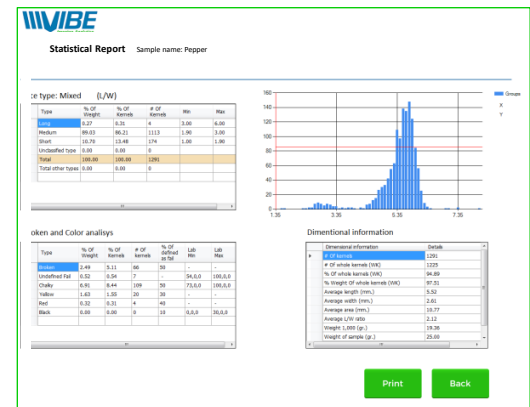 VIBE
Statistical Report Sample name: Pepper
ce type: Mixed (L/W)
Type % Of Weight % Of Kernels # Of Kernels Min Max
Long 0.27 0.31 4 3.00 6.00
Medium 89.03 86.21 1113 1.90 3.00
Short 10.70 13.48 174 1.00 1.90
Unclassified type 0.00 0.00 0
Total 100.00 100.00 1291
Total other types 0.00 0.00 0
160
140
120
100
80
60
40
20
0
1.35 3.35 5.35 7.35
Groups
X
Y
oken and Color analisys
Type % Of Weight % Of Kernels # Of kernels % Of defined as fail Lab Min Lab Max
Broken 2.49 5.11 66 50 - -
Undefined Fail 0.52 0.54 7 - 54,0,0 100,0,0
Chalky 6.91 8.44 109 50 73,0,0 100,0,0
Yellow 1.63 1.55 20 30 - -
Red 0.32 0.31 4 40 - -
Black 0.00 0.00 0 10 0,0,0 30,0,0
Dimentional information
Dimensional information Details
# Of kernels 1291
# Of whole kernels (WK) 1225
% Of whole kernels (WK) 94.89
% Weight Of whole kernels (WK) 97.51
Average length (mm.) 5.52
Average width (mm.) 2.61
Average area (mm.) 10.77
Average L/W ratio 2.12
Weight 1,000 (gr.) 19.36
Weight of sample (gr.) 25.00
Print Back